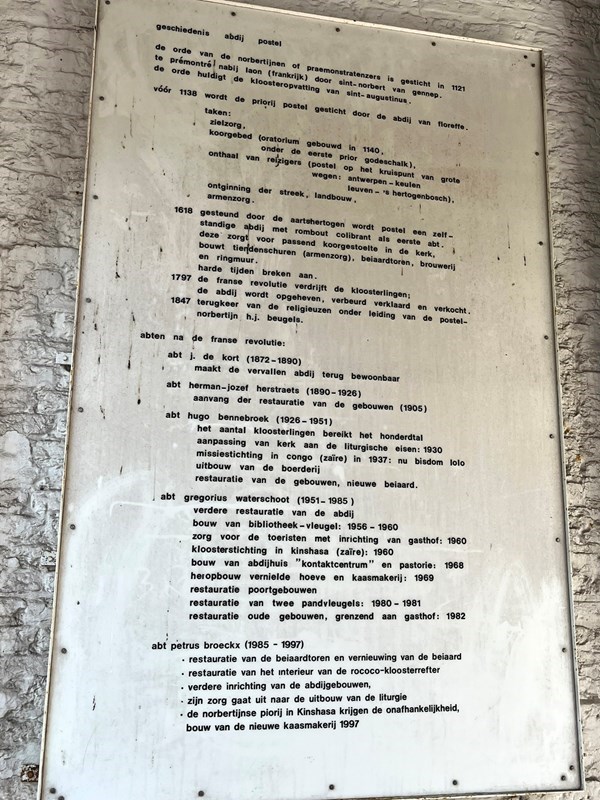 geschiedenis abdij postel
de orde van de norbertijnen of praemonstratenzers is gesticht in 1121
te prémontré nabij laon (frankrijk) door sint-norbert van gennep.
de orde huldigt de kloosteropvatting van sint-augustinus.
vóór 1138 wordt de priorij postel gesticht door de abdij van floreffe.
taken:
zielzorg,
koorgebed (oratorium gebouwd in 1140,
onder de eerste prior godeschalk),
onthaal van reizigers (postel op het kruispunt van grote
wegen: antwerpen-keulen
leuven-'s hertogenbosch),
ontginning der streek, landbouw,
armenzorg.
1618 gesteund door de aartshertogen wordt postel een zelf-
standige abdij met rombout colibrant als eerste abt.
deze zorgt voor passend koorgestoelte in de kerk,
bouwt tiendenschuren (armenzorg), beiaardtoren, brouwerij
en ringmuur.
harde tijden breken aan.
1797 de franse revolutie verdrijft de kloosterlingen;
de abdij wordt opgeheven, verbeurd verklaard en verkocht.
1847 terugkeer van de religieuzen onder leiding van de postel-
norbertijn h.j. beugels.
abten na de franse revolutie:
abt j. de kort (1872-1890)
maakt de vervallen abdij terug bewoonbaar
abt herman-jozef herstraets (1890-1926)
aanvang der restauratie van de gebouwen (1905)
abt hugo bennebroek (1926-1951)
het aantal kloosterlingen bereikt het honderdtal
aanpassing van kerk aan de liturgische eisen: 1930
missiestichting in congo (zaïre) in 1937: nu bisdom lolo
uitbouw van de boerderij
restauratie van de gebouwen, nieuwe beiaard.
abt gregorius waterschoot (1951-1985)
verdere restauratie van de abdij
bouw van bibliotheek-vleugel: 1956-1960
zorg voor de toeristen met inrichting van gasthof: 1960
kloosterstichting in kinshasa (zaïre): 1960
bouw van abdijhuis "kontaktcentrum" en pastorie: 1968
heropbouw vernielde hoeve en kaasmakerij: 1969
restauratie poortgebouwen
restauratie van twee pandvleugels: 1980-1981
restauratie oude gebouwen, grenzend aan gasthof: 1982
abt petrus broeckx (1985 - 1997)
· restauratie van de beiaardtoren en vernieuwing van de beiaard
· restauratie van het interieur van de rococo-kloosterrefter
· verdere inrichting van de abdijgebouwen,
· zijn zorg gaat uit naar de uitbouw van de liturgie
· de norbertijnse piorij in Kinshasa krijgen de onafhankelijkheid,
bouw van de nieuwe kaasmakerij 1997